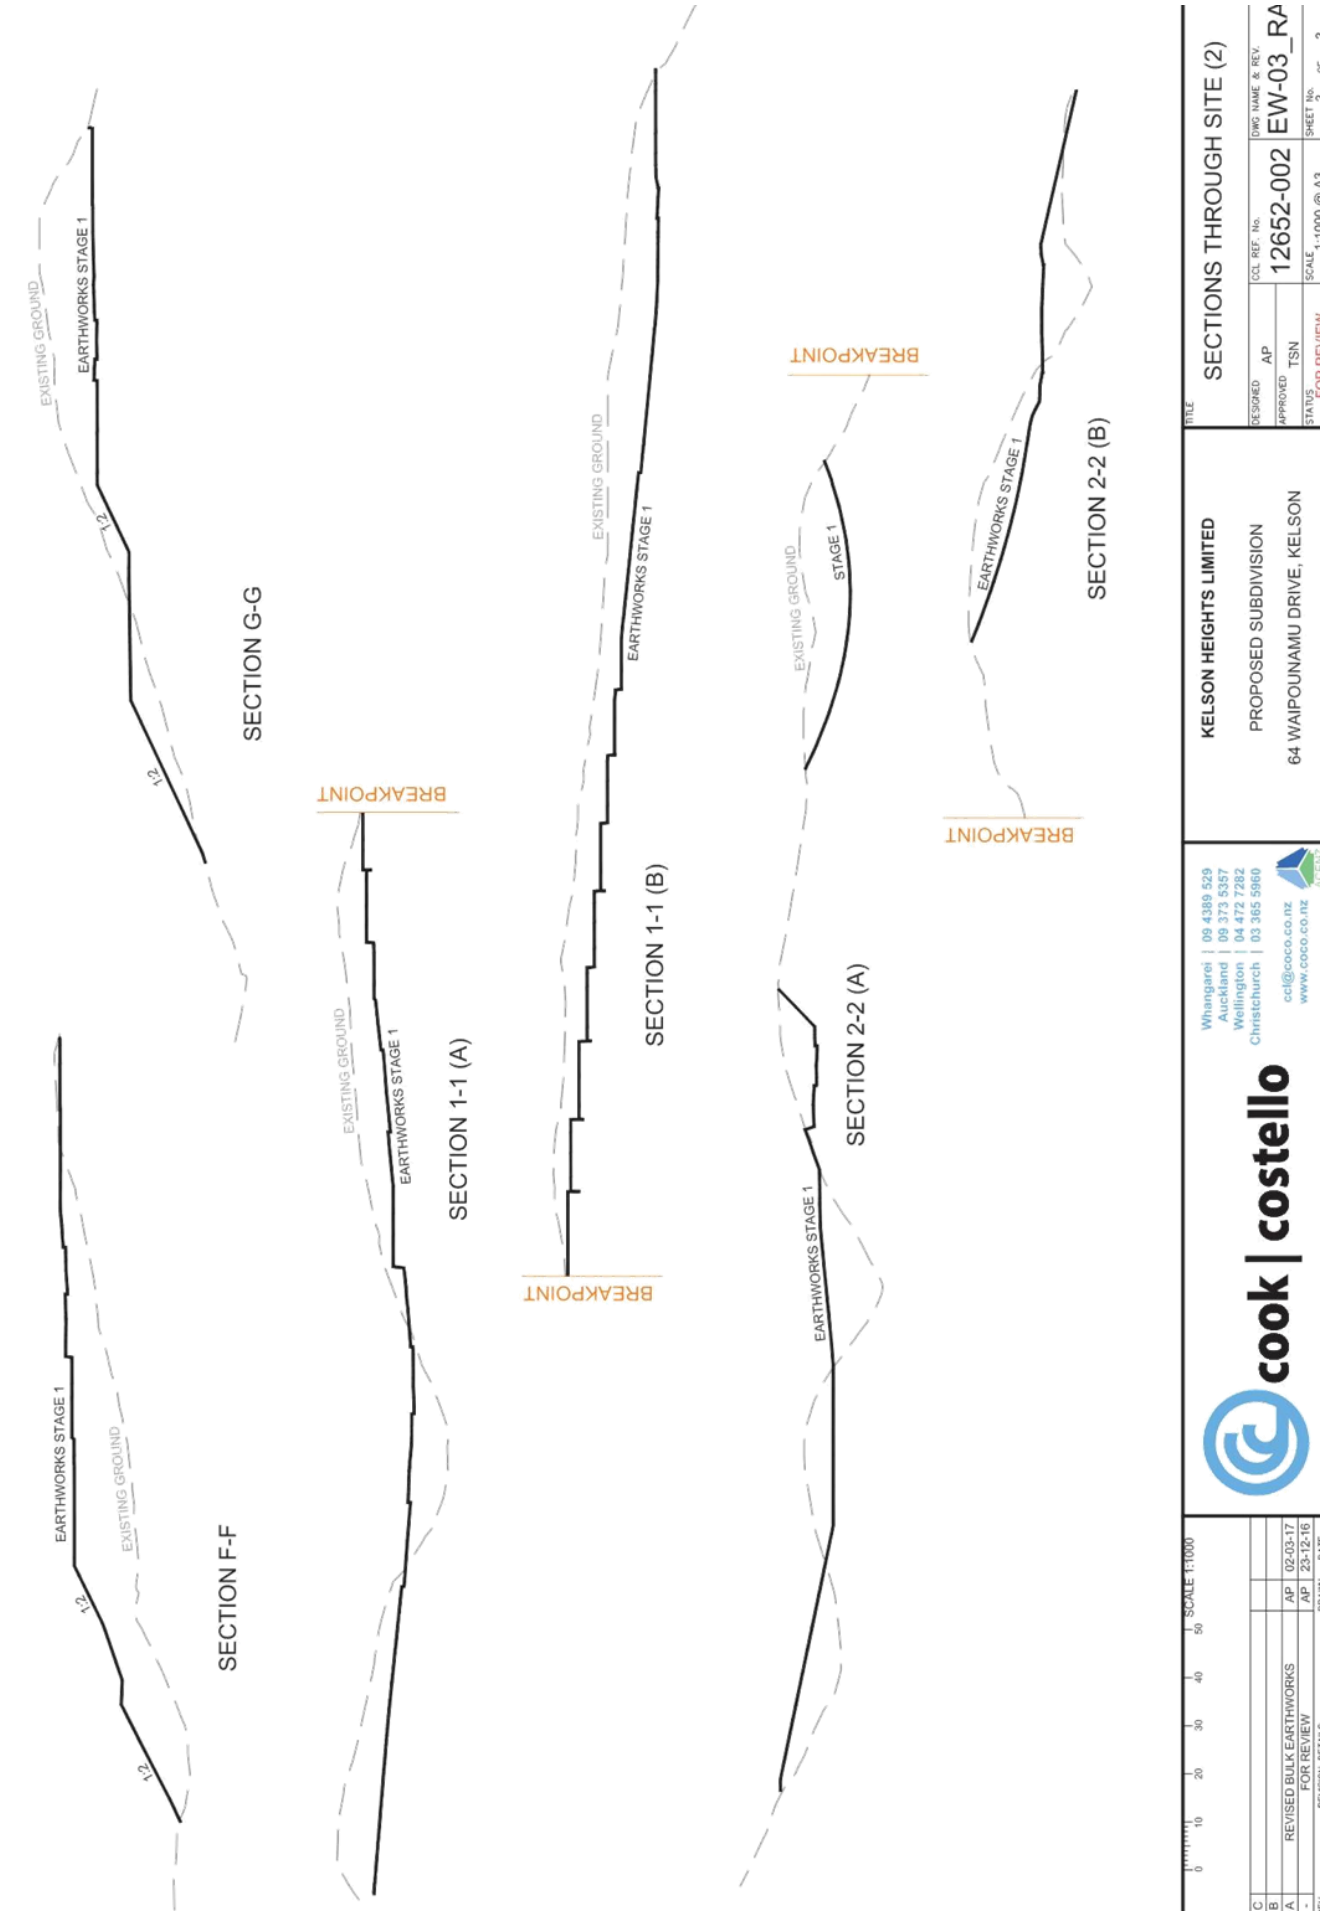 EXISTING GROUND
EARTHWORKS STAGE 1
1:2
1:2
SECTION G-G
EARTHWORKS STAGE 1
EXISTING GROUND
1:2
1:2
SECTION F-F
BREAKPOINT
EXISTING GROUND
EARTHWORKS STAGE 1
SECTION 1-1 (A)
EXISTING GROUND
EARTHWORKS STAGE 1
SECTION 1-1 (B)
BREAKPOINT
BREAKPOINT
EXISTING GROUND
STAGE 1
SECTION 2-2 (A)
EARTHWORKS STAGE 1
EARTHWORKS STAGE 1
SECTION 2-2 (B)
BREAKPOINT
SCALE 1:1000
0 10 20 30 40 50
C
B
A REVISED BULK EARTHWORKS AP 02-03-17
- FOR REVIEW AP 23-12-16
cook | costello
Whangarei | 09 4389 529
Auckland | 09 373 5357
Wellington | 04 472 7282
Christchurch | 03 365 5960
ccl@coco.co.nz
www.coco.co.nz
KELSON HEIGHTS LIMITED
PROPOSED SUBDIVISION
64 WAIPOUNAMU DRIVE, KELSON
TITLE
SECTIONS THROUGH SITE (2)
DESIGNED CCL REF. No. DWG NAME & REV.
AP 12652-002 EW-03_RA
APPROVED
TSN
STATUS SCALE SHEET No.
FOR REVIEW 1:1000 @ A3